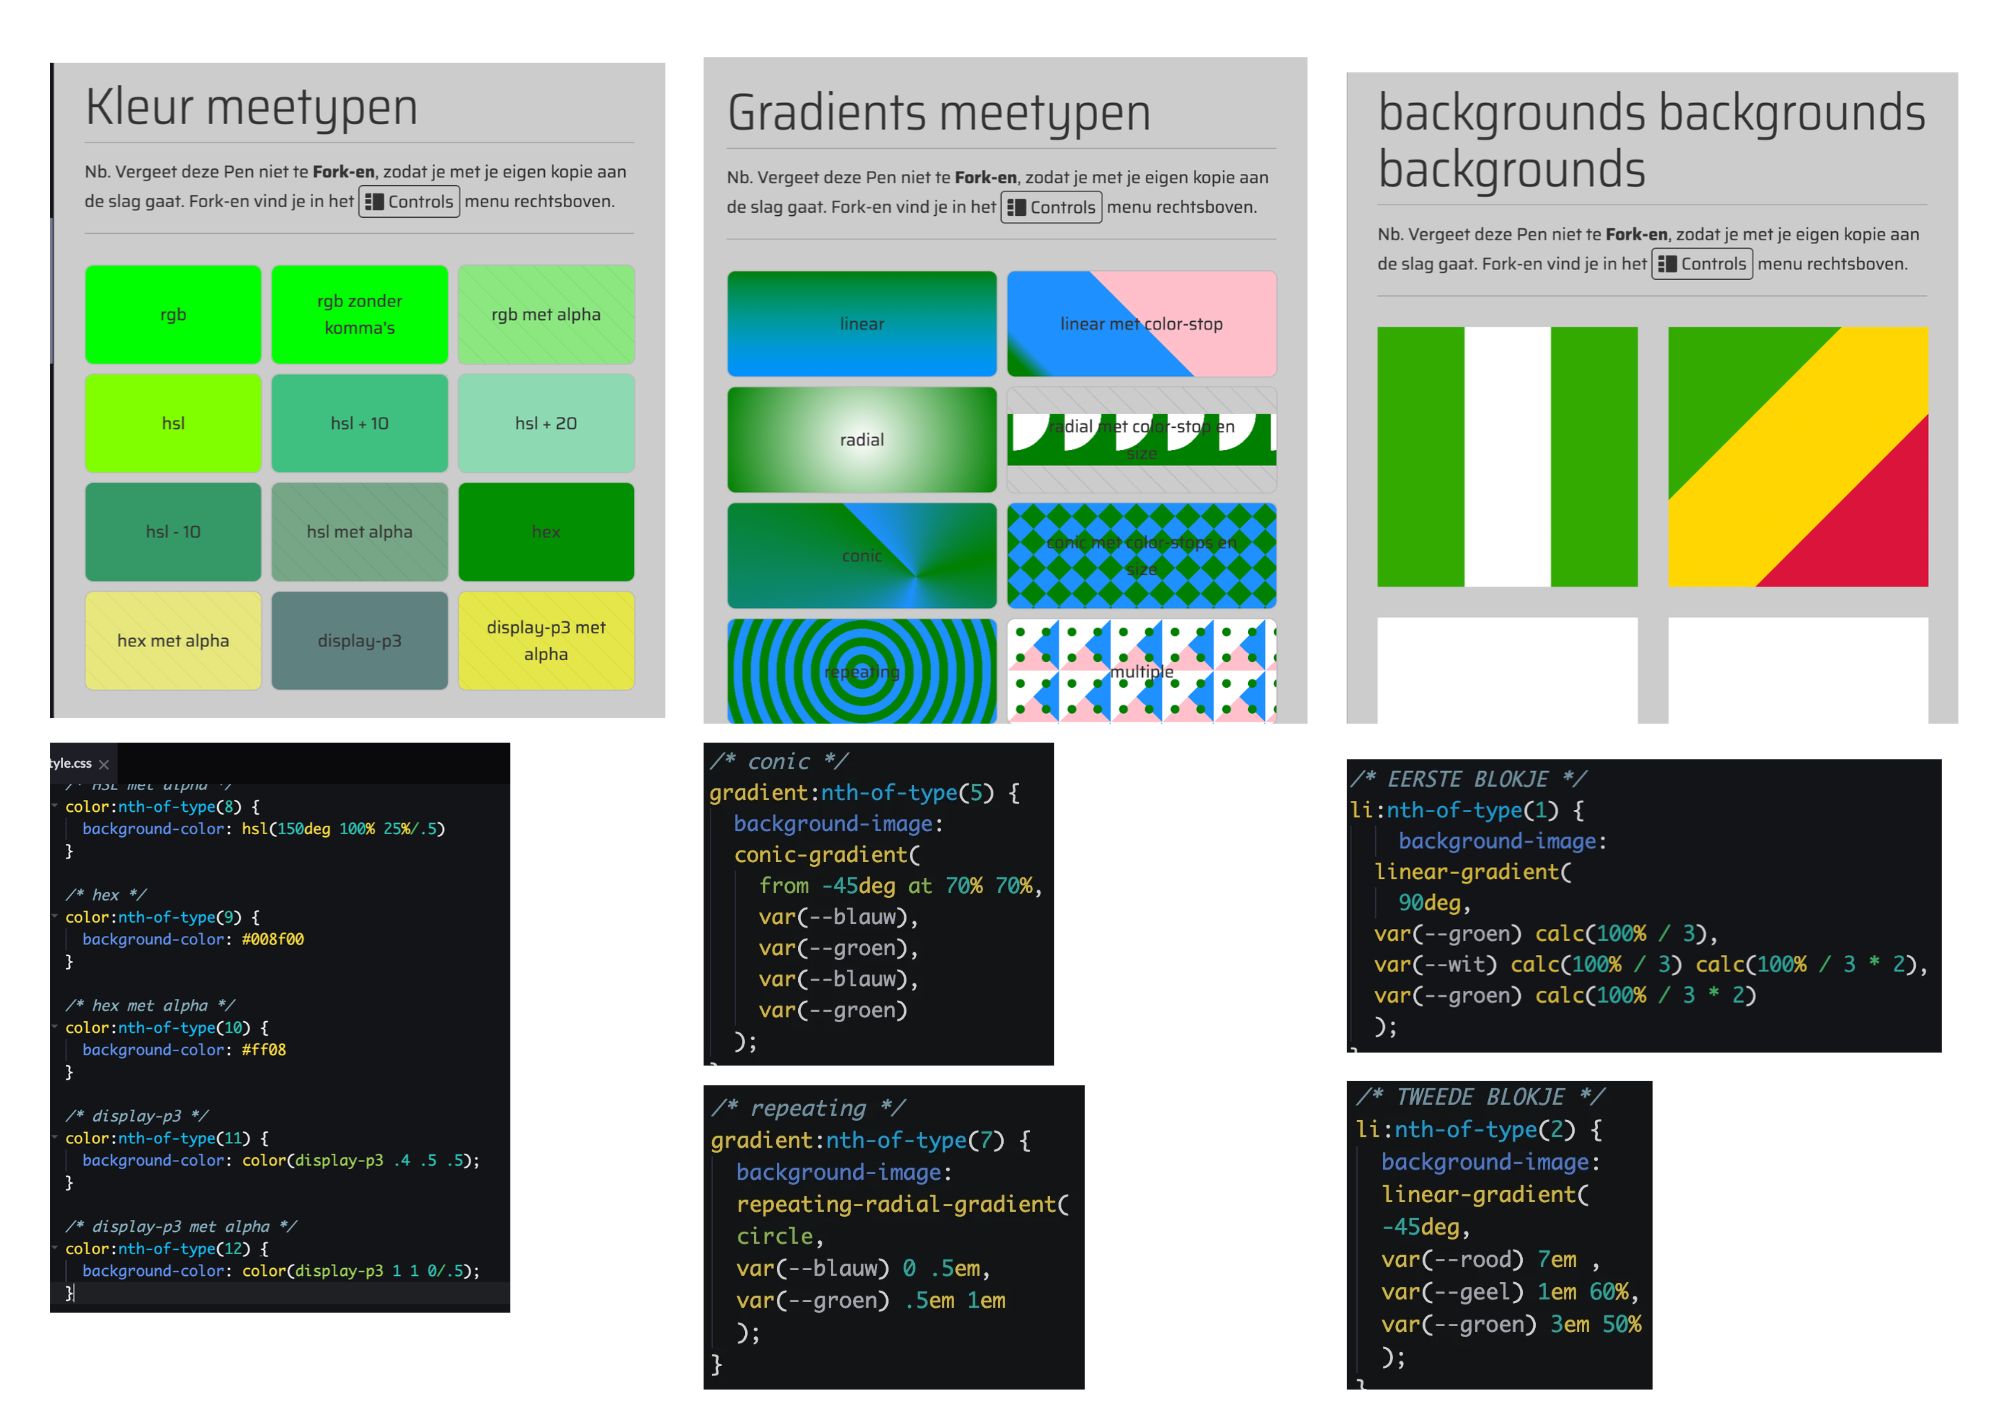 Kleur meetypen
Nb. Vergeet deze Pen niet te Fork-en, zodat je met je eigen kopie aan
de slag gaat. Fork-en vind je in het Controls menu rechtsboven.
rgb
rgb zonder
komma's
rgb met alpha
hsl
hsl + 10
hsl + 20
hsl - 10
hsl met alpha
hex
hex met alpha
display-p3
display-p3 met
alpha
Gradients meetypen
Nb. Vergeet deze Pen niet te Fork-en, zodat je met je eigen kopie aan
de slag gaat. Fork-en vind je in het Controls menu rechtsboven.
linear
linear met color-stop
radial
radial met color-stop en
size
conic
conic met color-stops en
size
repeating
multiple
backgrounds backgrounds
backgrounds
Nb. Vergeet deze Pen niet te Fork-en, zodat je met je eigen kopie aan
de slag gaat. Fork-en vind je in het Controls menu rechtsboven.
tyle.css ×
/* HSL met alpha */
color:nth-of-type(8) {
background-color: hsl(150deg 100% 25%/.5)
}
/* hex */
color:nth-of-type(9) {
background-color: #008f00
}
/* hex met alpha */
color:nth-of-type(10) {
background-color: #ff08
}
/* display-p3 */
color:nth-of-type(11) {
background-color: color(display-p3 .4 .5 .5);
}
/* display-p3 met alpha */
color:nth-of-type(12) {
background-color: color(display-p3 1 1 0/.5);
}
/* conic */
gradient:nth-of-type(5) {
background-image:
conic-gradient(
from -45deg at 70% 70%,
var(--blauw),
var(--groen),
var(--blauw),
var(--groen)
);
}
/* repeating */
gradient:nth-of-type(7) {
background-image:
repeating-radial-gradient(
circle,
var(--blauw) 0 .5em,
var(--groen) .5em 1em
);
}
/* EERSTE BLOKJE */
li:nth-of-type(1) {
background-image:
linear-gradient(
90deg,
var(--groen) calc(100% / 3),
var(--wit) calc(100% / 3) calc(100% / 3 * 2),
var(--groen) calc(100% / 3 * 2)
);
}
/* TWEEDE BLOKJE */
li:nth-of-type(2) {
background-image:
linear-gradient(
-45deg,
var(--rood) 7em ,
var(--geel) 1em 60%,
var(--groen) 3em 50%
);
}